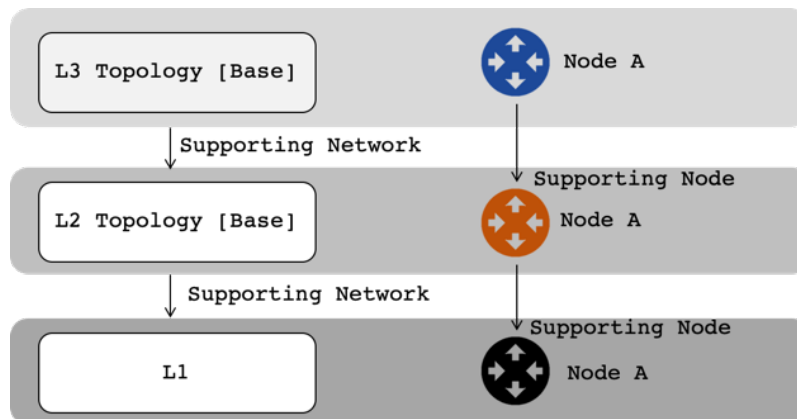 L3 Topology [Base]
Node A
Supporting Network
Supporting Node
L2 Topology [Base]
Node A
Supporting Network
Supporting Node
L1
Node A